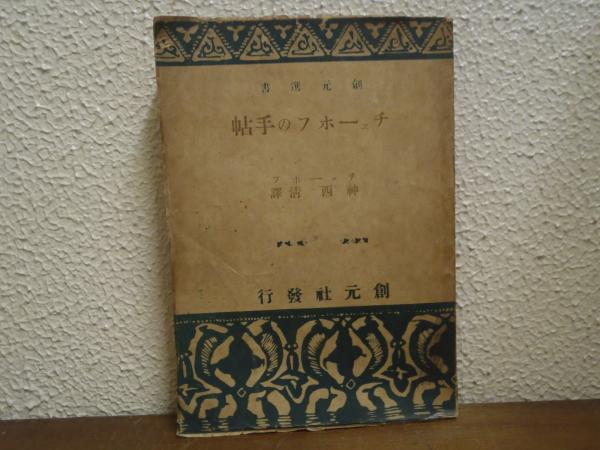 創元選書
チェーホフの手帖
チェーホフ
神西清譯
創元社發行